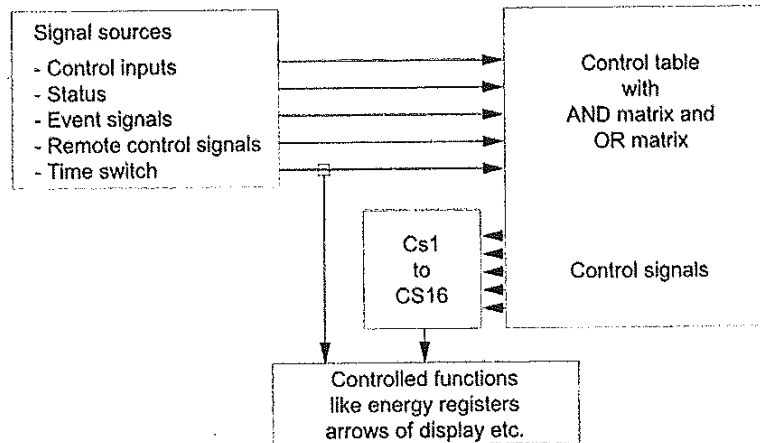 Signal sources
- Control inputs
- Status
- Event signals
- Remote control signals
- Time switch
Control table
with
AND matrix and
OR matrix
Cs1
to
CS16
Control signals
Controlled functions
like energy registers
arrows of display etc.